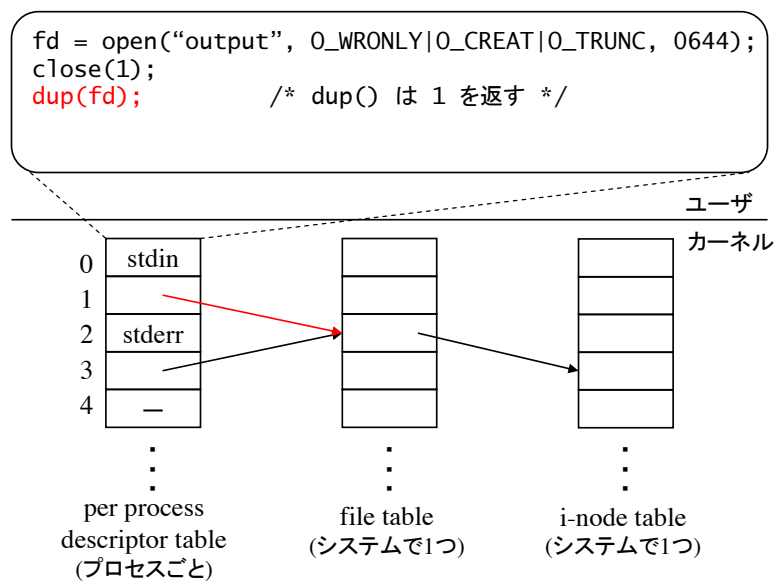 fd = open(“output”, O_WRONLY|O_CREAT|O_TRUNC, 0644);
close(1);
dup(fd); /* dup() は 1 を返す */
ユーザ
カーネル
0 stdin
1
2 stderr
3
4 —
per process
descriptor table
(プロセスごと)
file table
(システムで1つ)
i-node table
(システムで1つ)